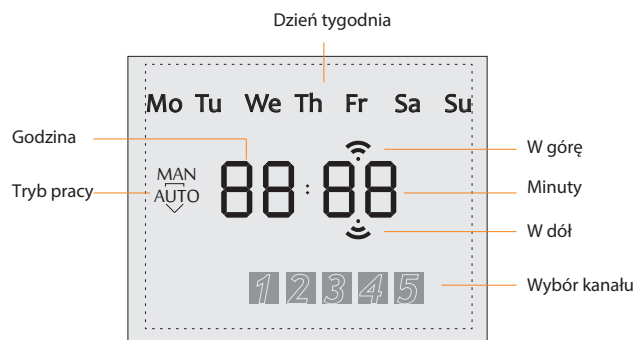 Dzień tygodnia
Mo Tu We Th Fr Sa Su
Godzina
W górę
MAN
88:88
Minuty
Tryb pracy
AUTO
W dół
1 2 3 4 5
Wybór kanału